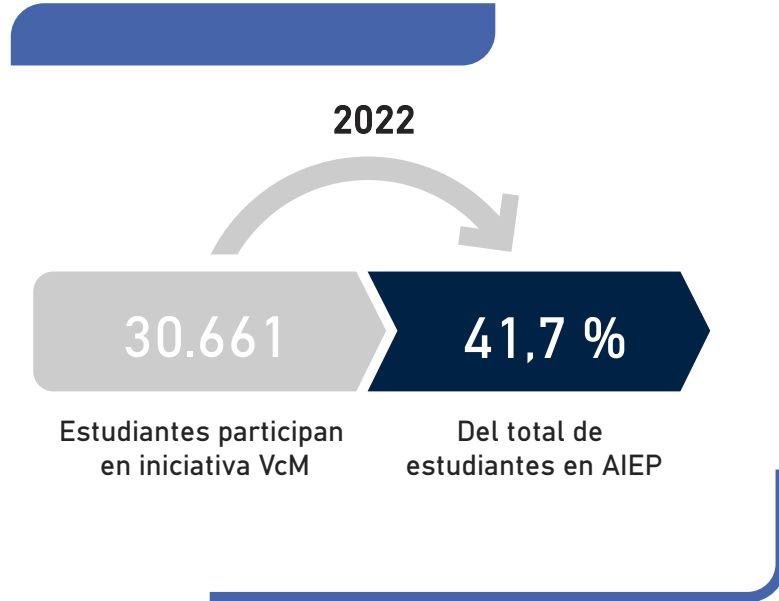 2022
30.661
41,7 %
Estudiantes participan
en iniciativa VcM
Del total de
estudiantes en AIEP